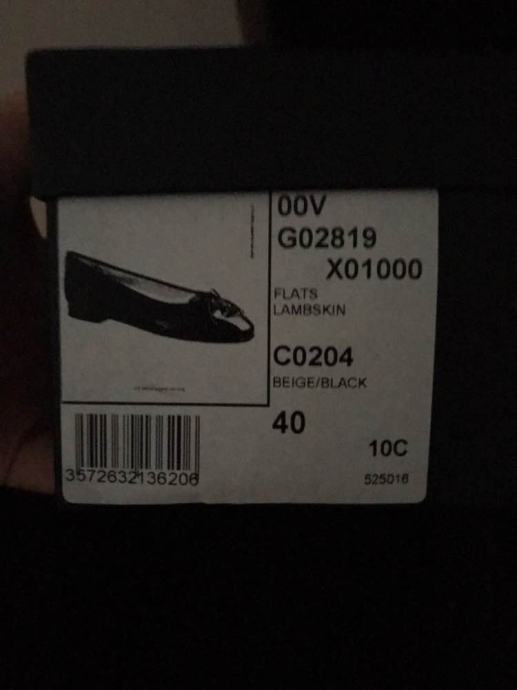 00V
G02819
X01000
FLATS
LAMBSKIN
C0204
BEIGE/BLACK
40
10C
525016
3572632136206